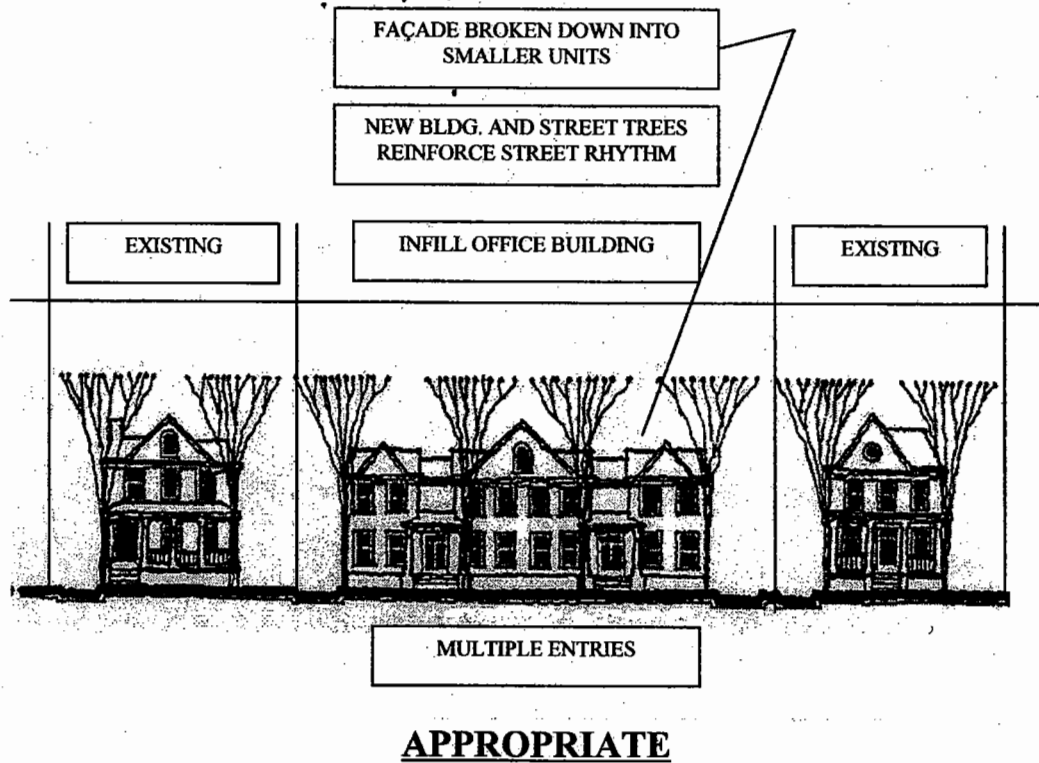 FAÇADE BROKEN DOWN INTO
SMALLER UNITS
NEW BLDG. AND STREET TREES
REINFORCE STREET RHYTHM
EXISTING
INFILL OFFICE BUILDING
EXISTING
MULTIPLE ENTRIES
APPROPRIATE